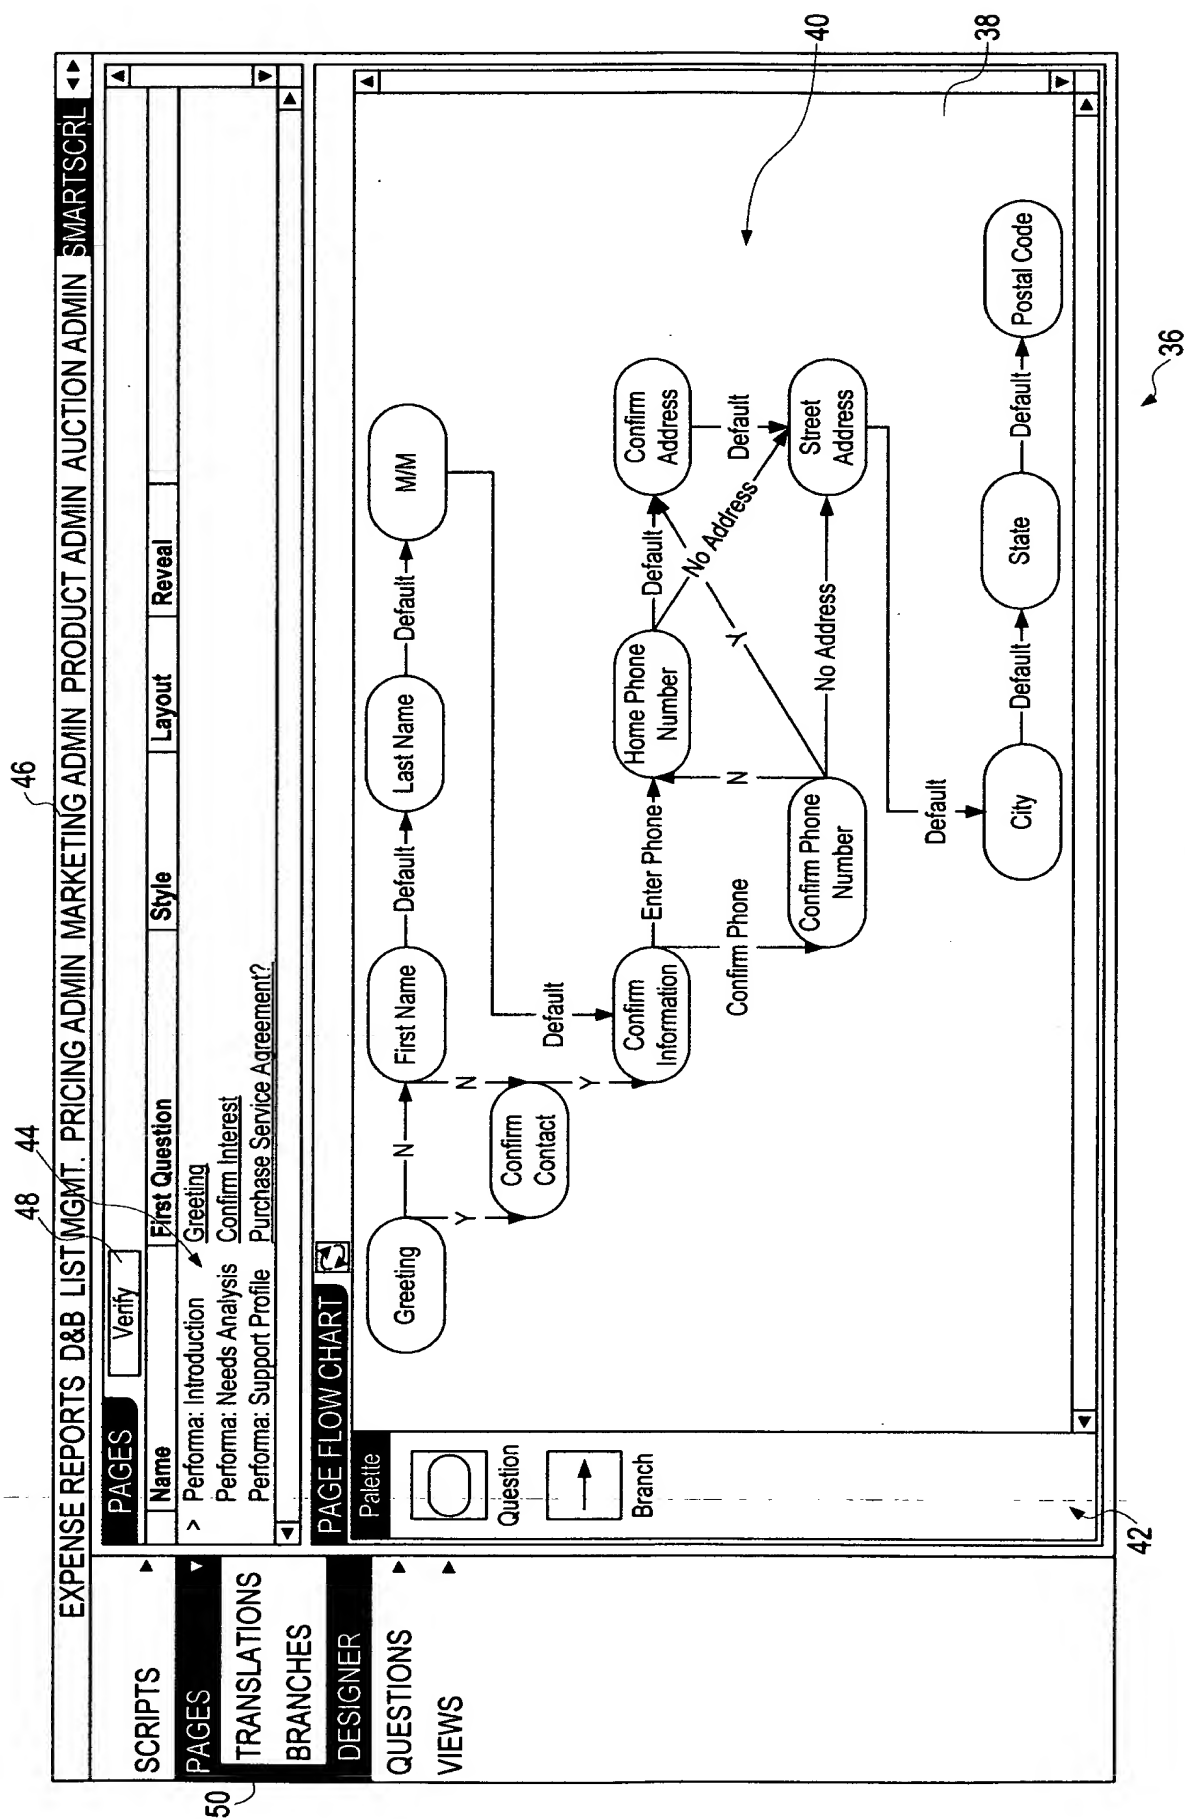 46
EXPENSE REPORTS D&B LIST MGMT. PRICING ADMIN MARKETING ADMIN PRODUCT ADMIN AUCTION ADMIN SMARTSCRL
48
44
SCRIPTS
PAGES
TRANSLATIONS
BRANCHES
DESIGNER
QUESTIONS
VIEWS
50
PAGES Verify
Name First Question Style Layout Reveal
> Performa: Introduction Greeting
Performa: Needs Analysis Confirm Interest
Performa: Support Profile Purchase Service Agreement?
PAGE FLOW CHART
Palette
Question
Branch
42
Greeting
N
First Name
Default
Last Name
Default
M/M
Y
N
Confirm
Contact
Y
Default
Confirm
Information
Enter Phone
Home Phone
Number
Default
Confirm
Address
Confirm Phone
N
Y
No Address
Default
Confirm Phone
Number
No Address
Street
Address
Default
City
Default
State
Default
Postal Code
40
38
36